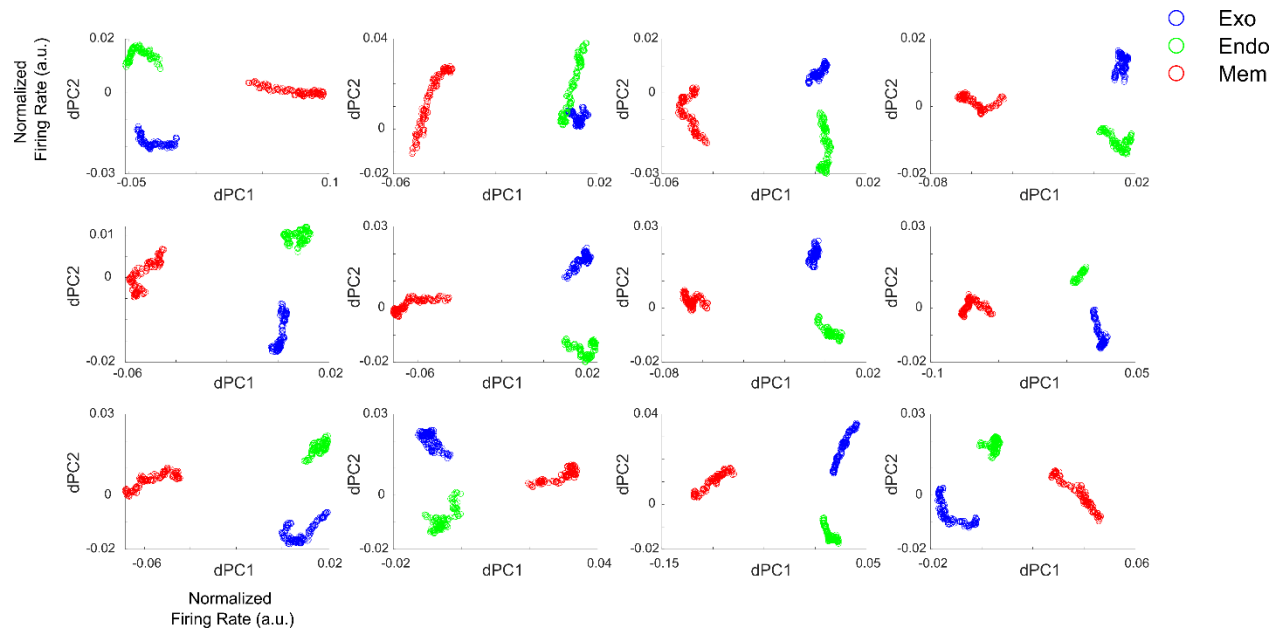 Exo
Endo
Mem
Normalized
Firing Rate (a.u.)
0.02
0
-0.03
dPC2
-0.05
0.1
dPC1
0.04
0
-0.03
dPC2
-0.06
0.02
dPC1
0.02
0
-0.03
dPC2
-0.06
0.02
dPC1
0.02
0
-0.02
dPC2
-0.08
0.02
dPC1
0.01
0
-0.02
dPC2
-0.06
0.02
dPC1
0.03
0
-0.02
dPC2
-0.06
0.02
dPC1
0.03
0
-0.02
dPC2
-0.08
0.02
dPC1
0.03
0
-0.02
dPC2
-0.1
0.05
dPC1
0.03
0
-0.02
dPC2
-0.06
0.02
dPC1
0.03
0
-0.02
dPC2
-0.02
0.04
dPC1
0.04
0
-0.02
dPC2
-0.15
0.05
dPC1
0.03
0
-0.02
dPC2
-0.02
0.06
dPC1
Normalized
Firing Rate (a.u.)